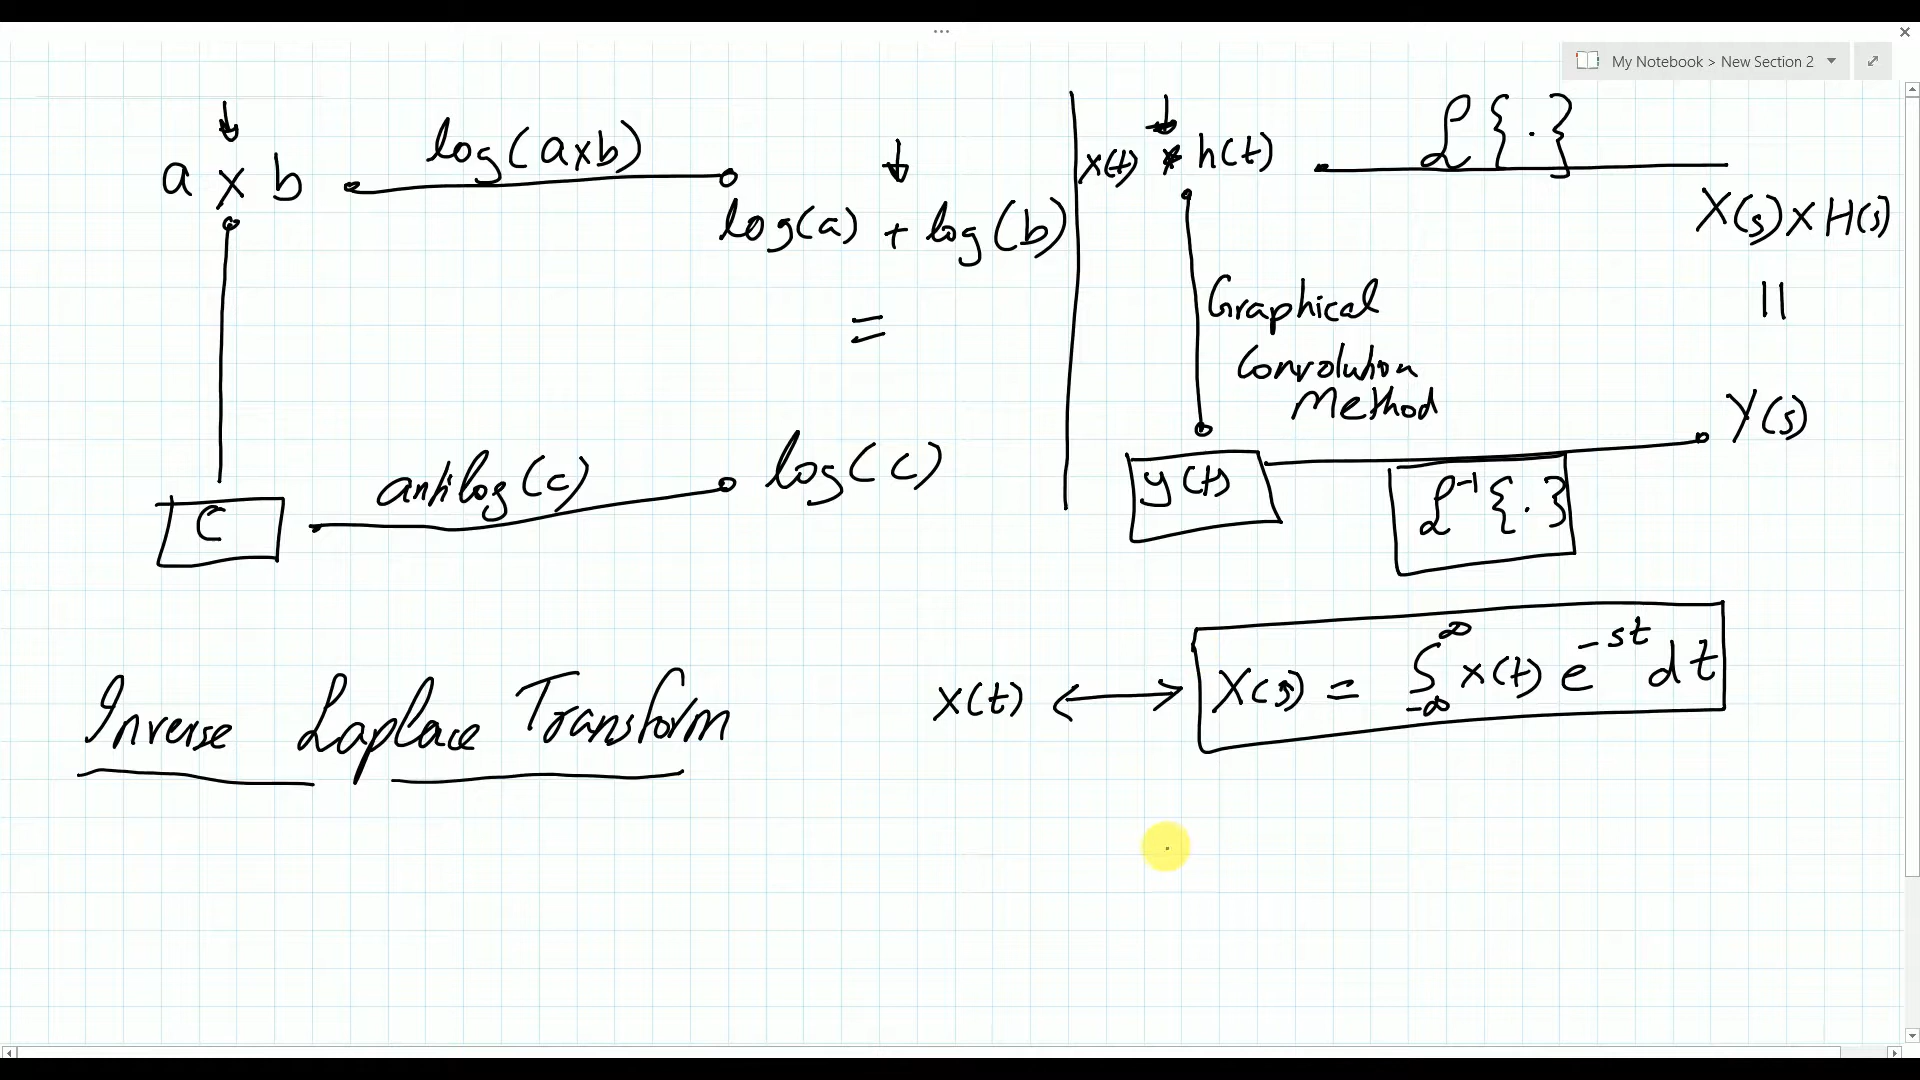 My Notebook > New Section 2
a x b
log(axb)
log(a) + log(b)
=
antilog(c)
log(c)
C
x(t) * h(t)
ℒ{.}
X(s) x H(s)
||
Graphical
Convolution
Method
Y(s)
y(t)
ℒ⁻¹{.}
Inverse Laplace Transform
x(t) ⟷ X(s) = ∫_{-∞}^{∞} x(t) e^{-st} dt